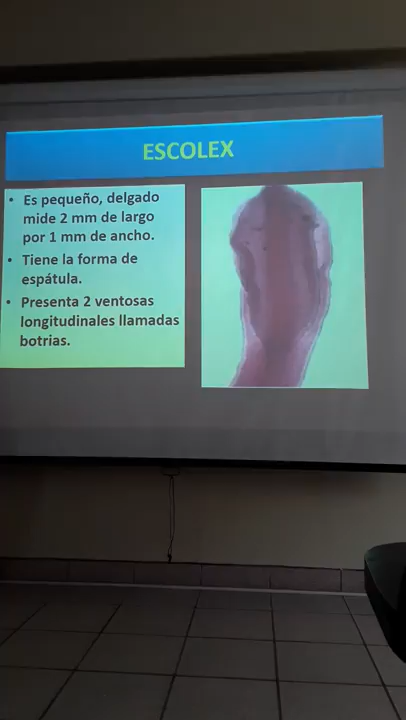 ESCOLEX
• Es pequeño, delgado
mide 2 mm de largo
por 1 mm de ancho.
• Tiene la forma de
espátula.
• Presenta 2 ventosas
longitudinales llamadas
botrias.